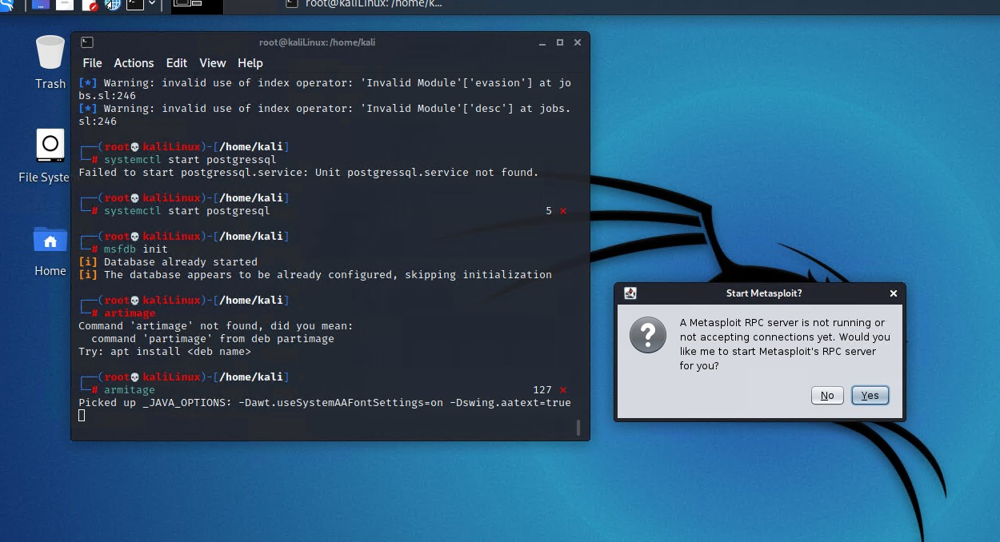 root@kaliLinux: /home/k...
Trash
File Syste
Home
root@kaliLinux: /home/kali
File Actions Edit View Help
[*] Warning: invalid use of index operator: 'Invalid Module'['evasion'] at jo
bs.sl:246
[*] Warning: invalid use of index operator: 'Invalid Module'['desc'] at jobs.
sl:246
(root💀kaliLinux)-[/home/kali]
# systemctl start postgressql
Failed to start postgressql.service: Unit postgressql.service not found.
(root💀kaliLinux)-[/home/kali]
# systemctl start postgresql 5 ⨯
(root💀kaliLinux)-[/home/kali]
# msfdb init
[i] Database already started
[i] The database appears to be already configured, skipping initialization
(root💀kaliLinux)-[/home/kali]
# artimage
Command 'artimage' not found, did you mean:
command 'partimage' from deb partimage
Try: apt install <deb name>
(root💀kaliLinux)-[/home/kali]
# armitage 127 ⨯
Picked up _JAVA_OPTIONS: -Dawt.useSystemAAFontSettings=on -Dswing.aatext=true
Start Metasploit?
A Metasploit RPC server is not running or
not accepting connections yet. Would you
like me to start Metasploit's RPC server
for you?
No Yes